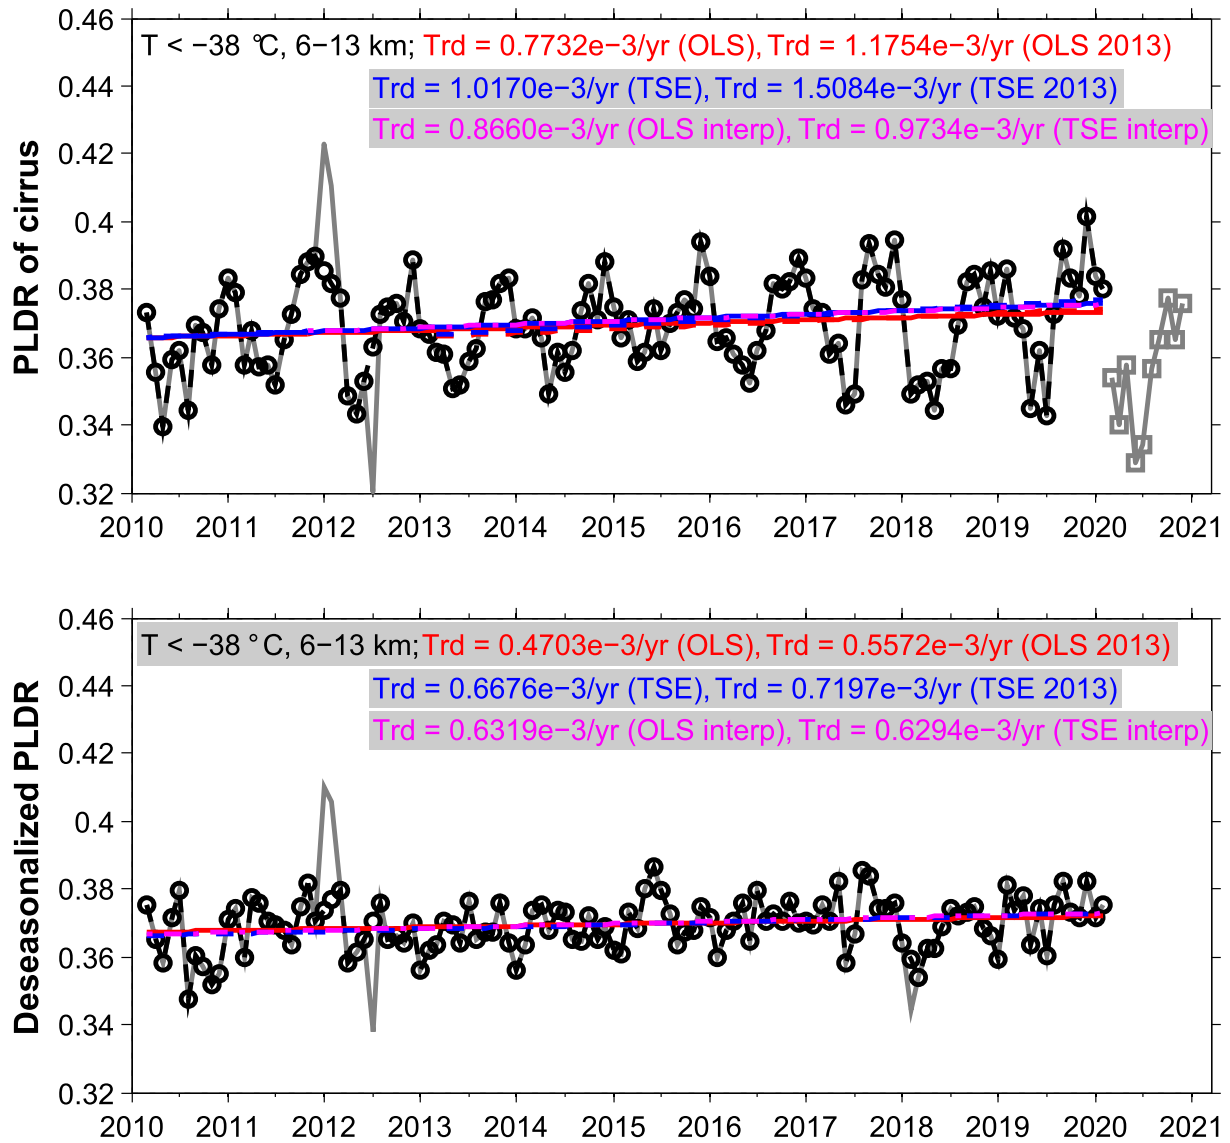 0.46
T < −38 °C, 6−13 km; Trd = 0.7732e−3/yr (OLS), Trd = 1.1754e−3/yr (OLS 2013)
0.44
Trd = 1.0170e−3/yr (TSE), Trd = 1.5084e−3/yr (TSE 2013)
Trd = 0.8660e−3/yr (OLS interp), Trd = 0.9734e−3/yr (TSE interp)
0.42
0.4
0.38
0.36
0.34
0.32
PLDR of cirrus
2010 2011 2012 2013 2014 2015 2016 2017 2018 2019 2020 2021
0.46
T < −38 °C, 6−13 km; Trd = 0.4703e−3/yr (OLS), Trd = 0.5572e−3/yr (OLS 2013)
0.44
Trd = 0.6676e−3/yr (TSE), Trd = 0.7197e−3/yr (TSE 2013)
Trd = 0.6319e−3/yr (OLS interp), Trd = 0.6294e−3/yr (TSE interp)
0.42
0.4
0.38
0.36
0.34
0.32
Deseasonalized PLDR
2010 2011 2012 2013 2014 2015 2016 2017 2018 2019 2020 2021